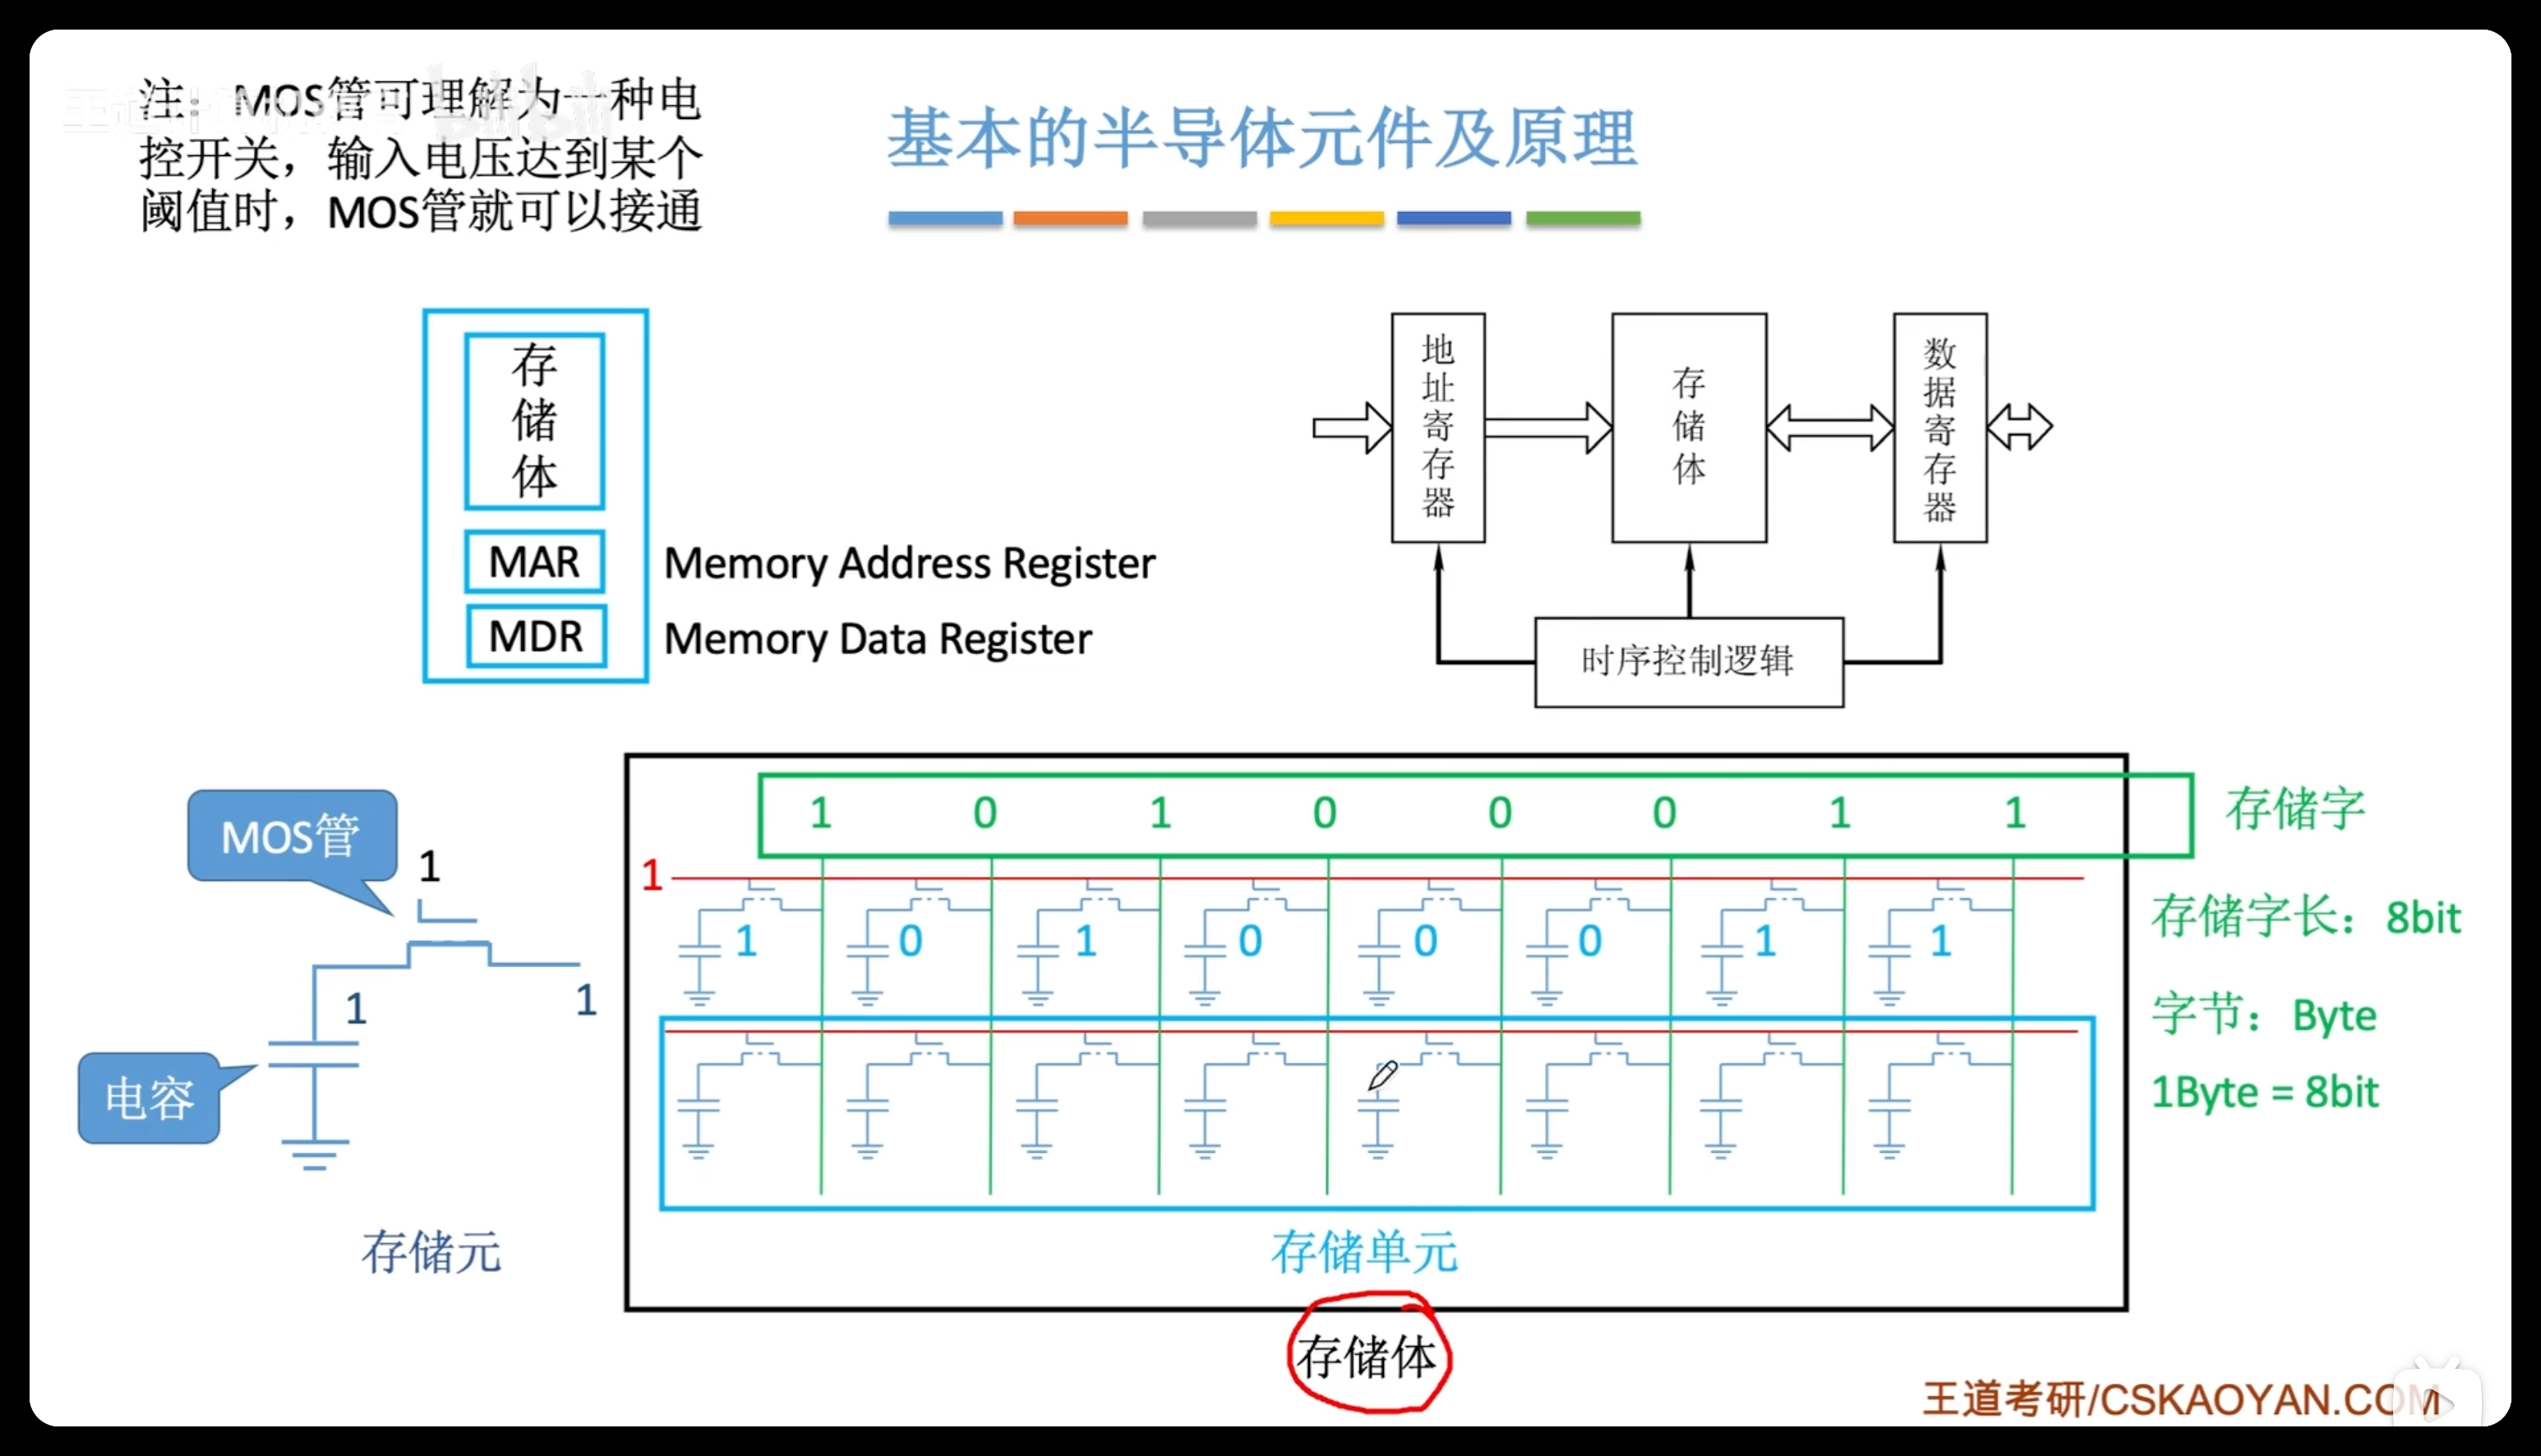 注：MOS管可理解为一种电
控开关，输入电压达到某个
阈值时，MOS管就可以接通
基本的半导体元件及原理
存
储
体
MAR
Memory Address Register
MDR
Memory Data Register
地
址
寄
存
器
存
储
体
数
据
寄
存
器
时序控制逻辑
MOS管
1
1
1
电容
存储元
1 0 1 0 0 0 1 1
存储字
1
1 0 1 0 0 0 1 1
存储字长：8bit
字节：Byte
1Byte = 8bit
存储单元
存储体
王道考研/CSKAOYAN.COM